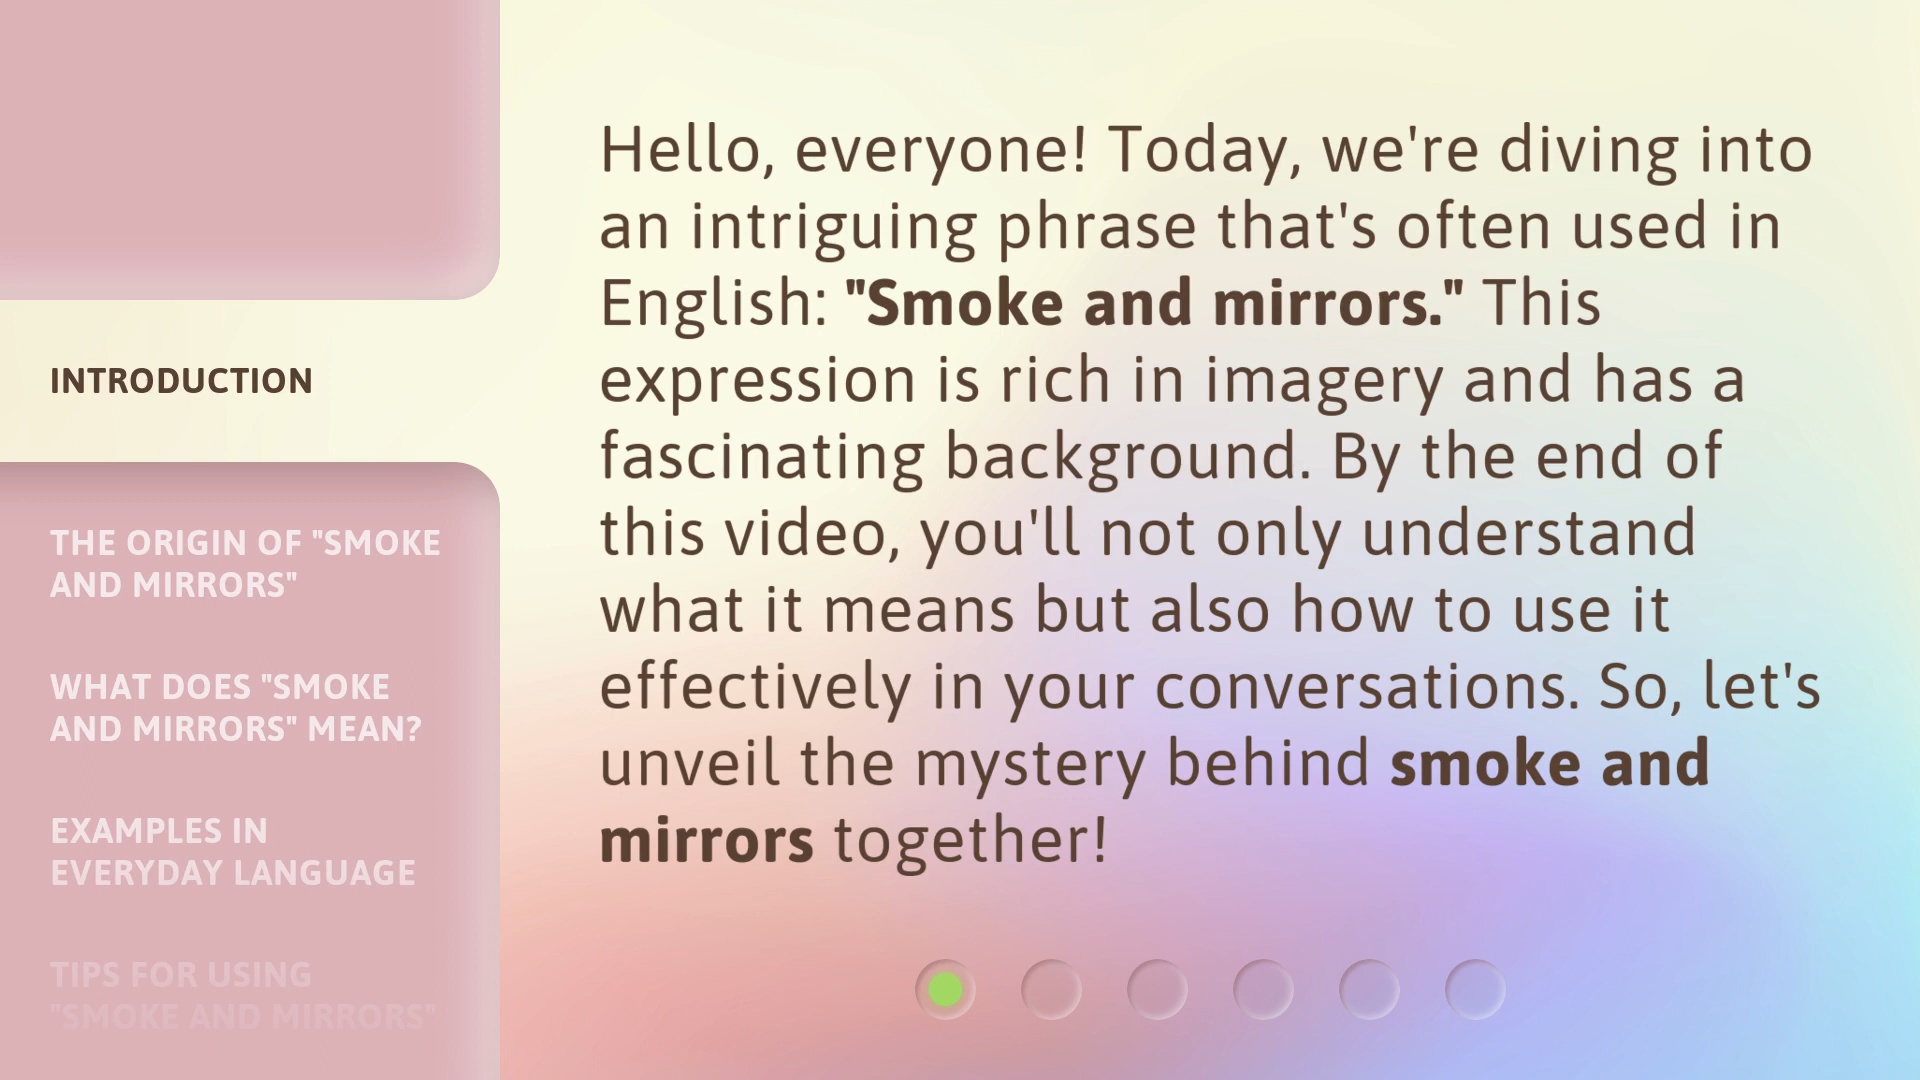 INTRODUCTION
THE ORIGIN OF "SMOKE
AND MIRRORS"
WHAT DOES "SMOKE
AND MIRRORS" MEAN?
EXAMPLES IN
EVERYDAY LANGUAGE
TIPS FOR USING
"SMOKE AND MIRRORS"
Hello, everyone! Today, we're diving into
an intriguing phrase that's often used in
English: "Smoke and mirrors." This
expression is rich in imagery and has a
fascinating background. By the end of
this video, you'll not only understand
what it means but also how to use it
effectively in your conversations. So, let's
unveil the mystery behind smoke and
mirrors together!